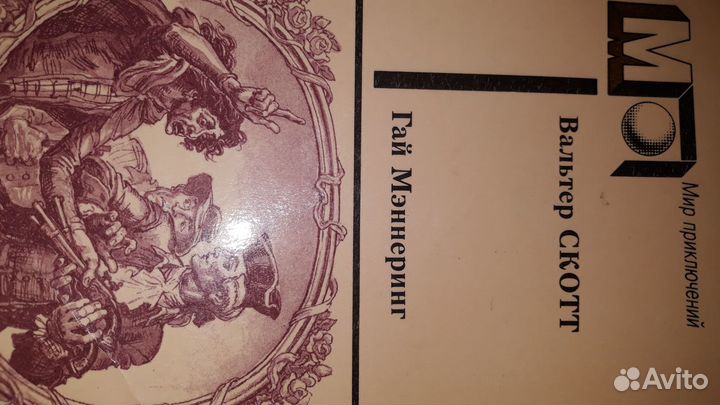 МП
Мир приключений
Вальтер СКОТТ
Гай Мэннеринг
Avito